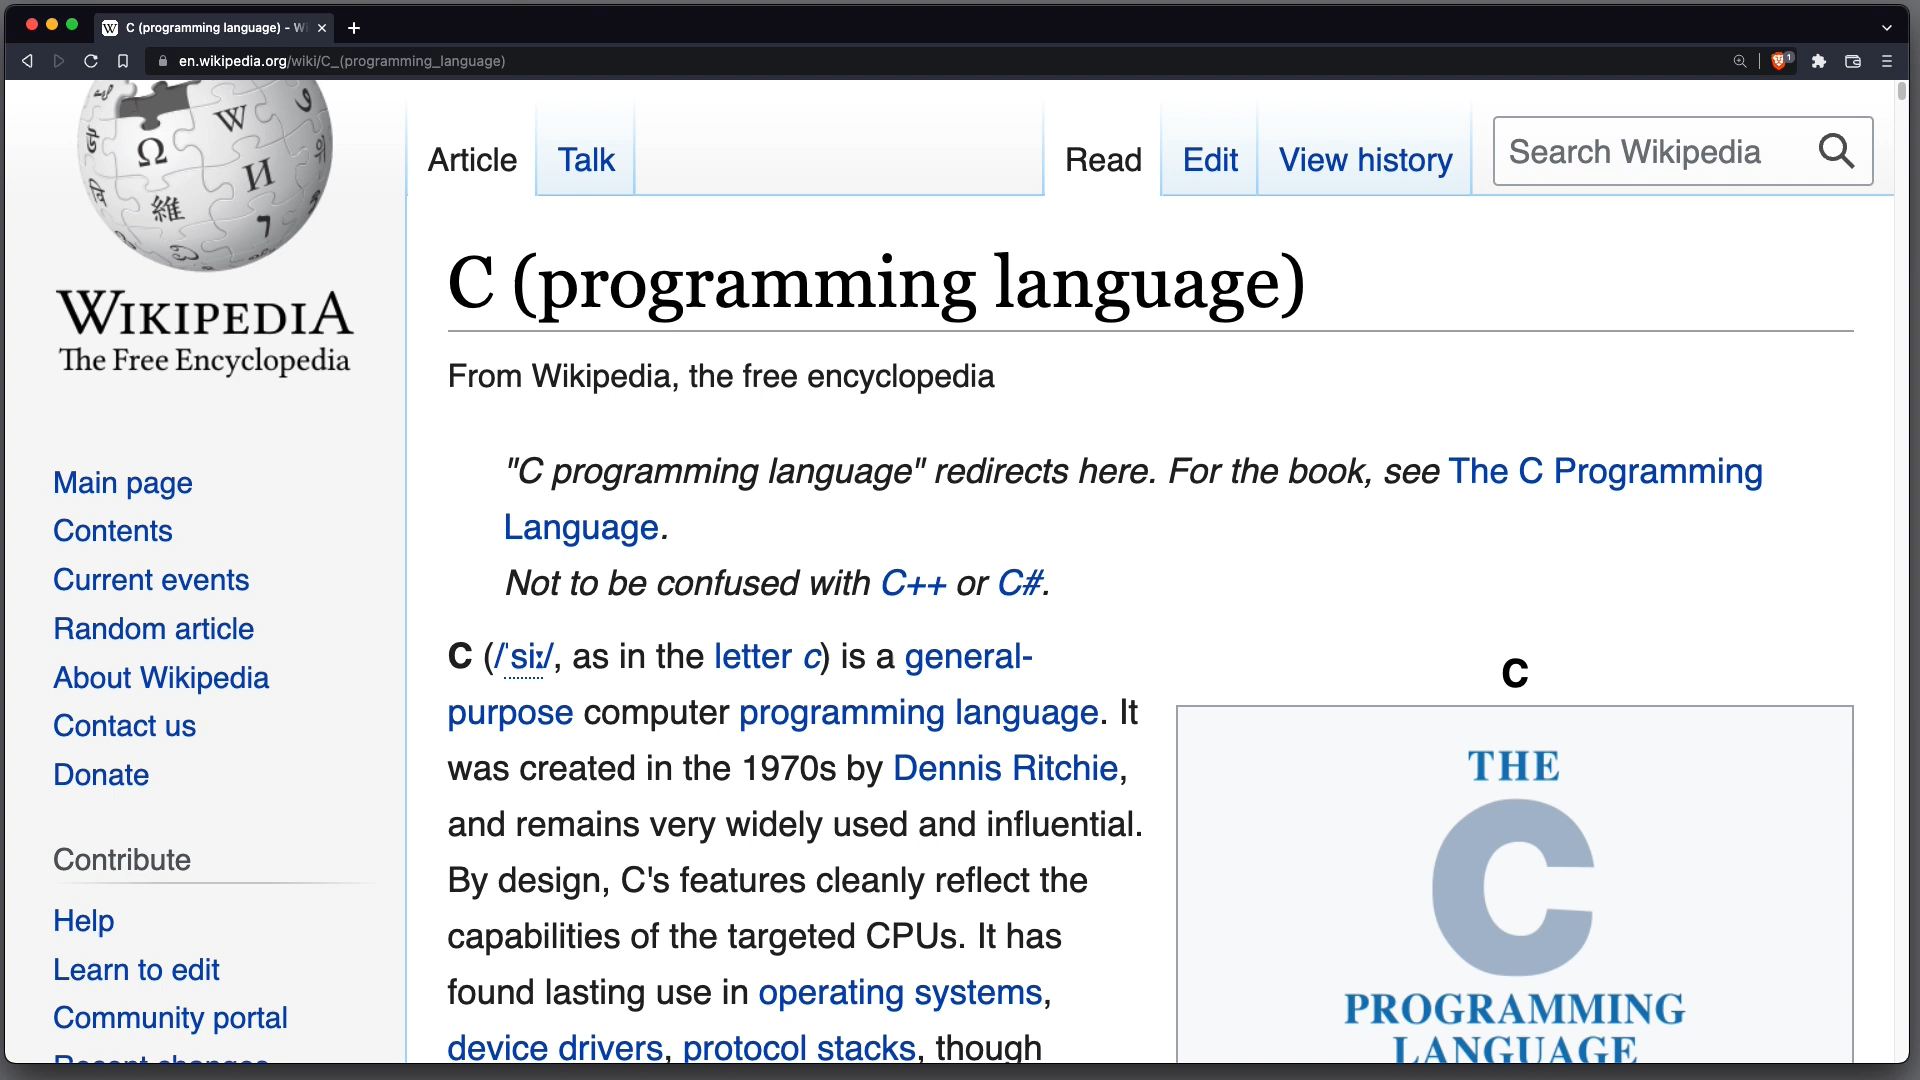 C (programming language) - Wi
en.wikipedia.org/wiki/C_(programming_language)
1
WIKIPEDIA
The Free Encyclopedia
Main page
Contents
Current events
Random article
About Wikipedia
Contact us
Donate
Contribute
Help
Learn to edit
Community portal
Recent changes
Article
Talk
Read
Edit
View history
Search Wikipedia
C (programming language)
From Wikipedia, the free encyclopedia
"C programming language" redirects here. For the book, see The C Programming
Language.
Not to be confused with C++ or C#.
C (/ˈsiː/, as in the letter c) is a general-
purpose computer programming language. It
was created in the 1970s by Dennis Ritchie,
and remains very widely used and influential.
By design, C's features cleanly reflect the
capabilities of the targeted CPUs. It has
found lasting use in operating systems,
device drivers, protocol stacks, though
C
THE
C
PROGRAMMING
LANGUAGE